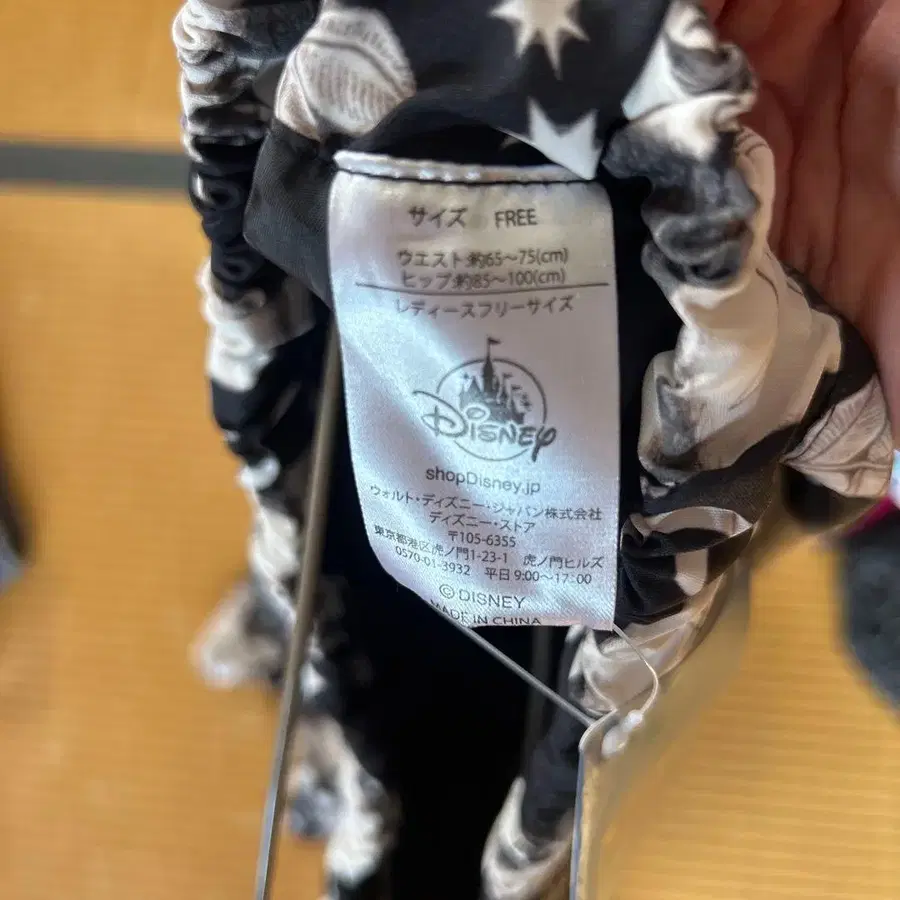 サイズ FREE
ウエスト:約65～75(cm)
ヒップ:約85～100(cm)
レディースフリーサイズ
DISNEY
shopDisney.jp
ウォルト・ディズニー・ジャパン株式会社
ディズニー・ストア
〒105-6355
東京都港区虎ノ門1-23-1 虎ノ門ヒルズ
0570-01-3932 平日 9:00～17:00
© DISNEY
MADE IN CHINA